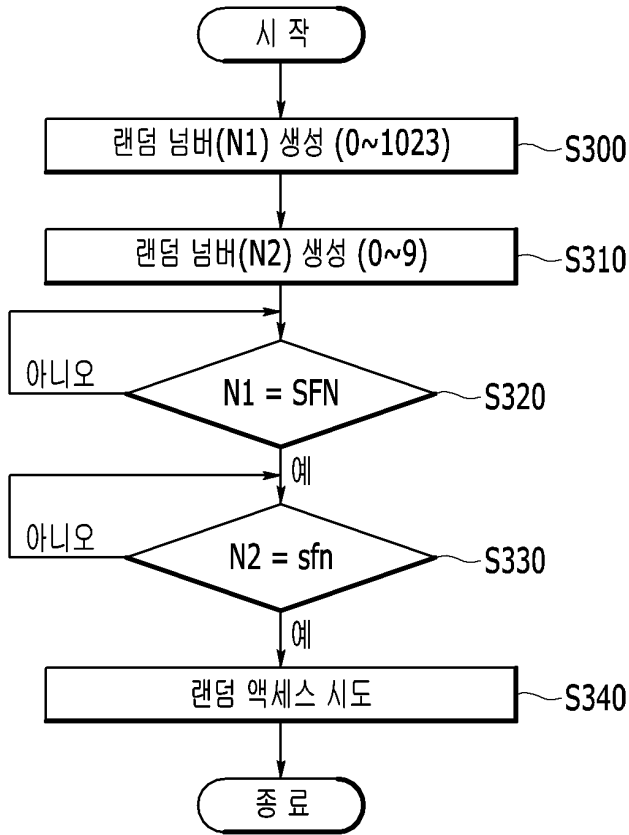 시 작
랜덤 넘버(N1) 생성 (0~1023)
S300
랜덤 넘버(N2) 생성 (0~9)
S310
아니오
N1 = SFN
S320
예
아니오
N2 = sfn
S330
예
랜덤 액세스 시도
S340
종 료